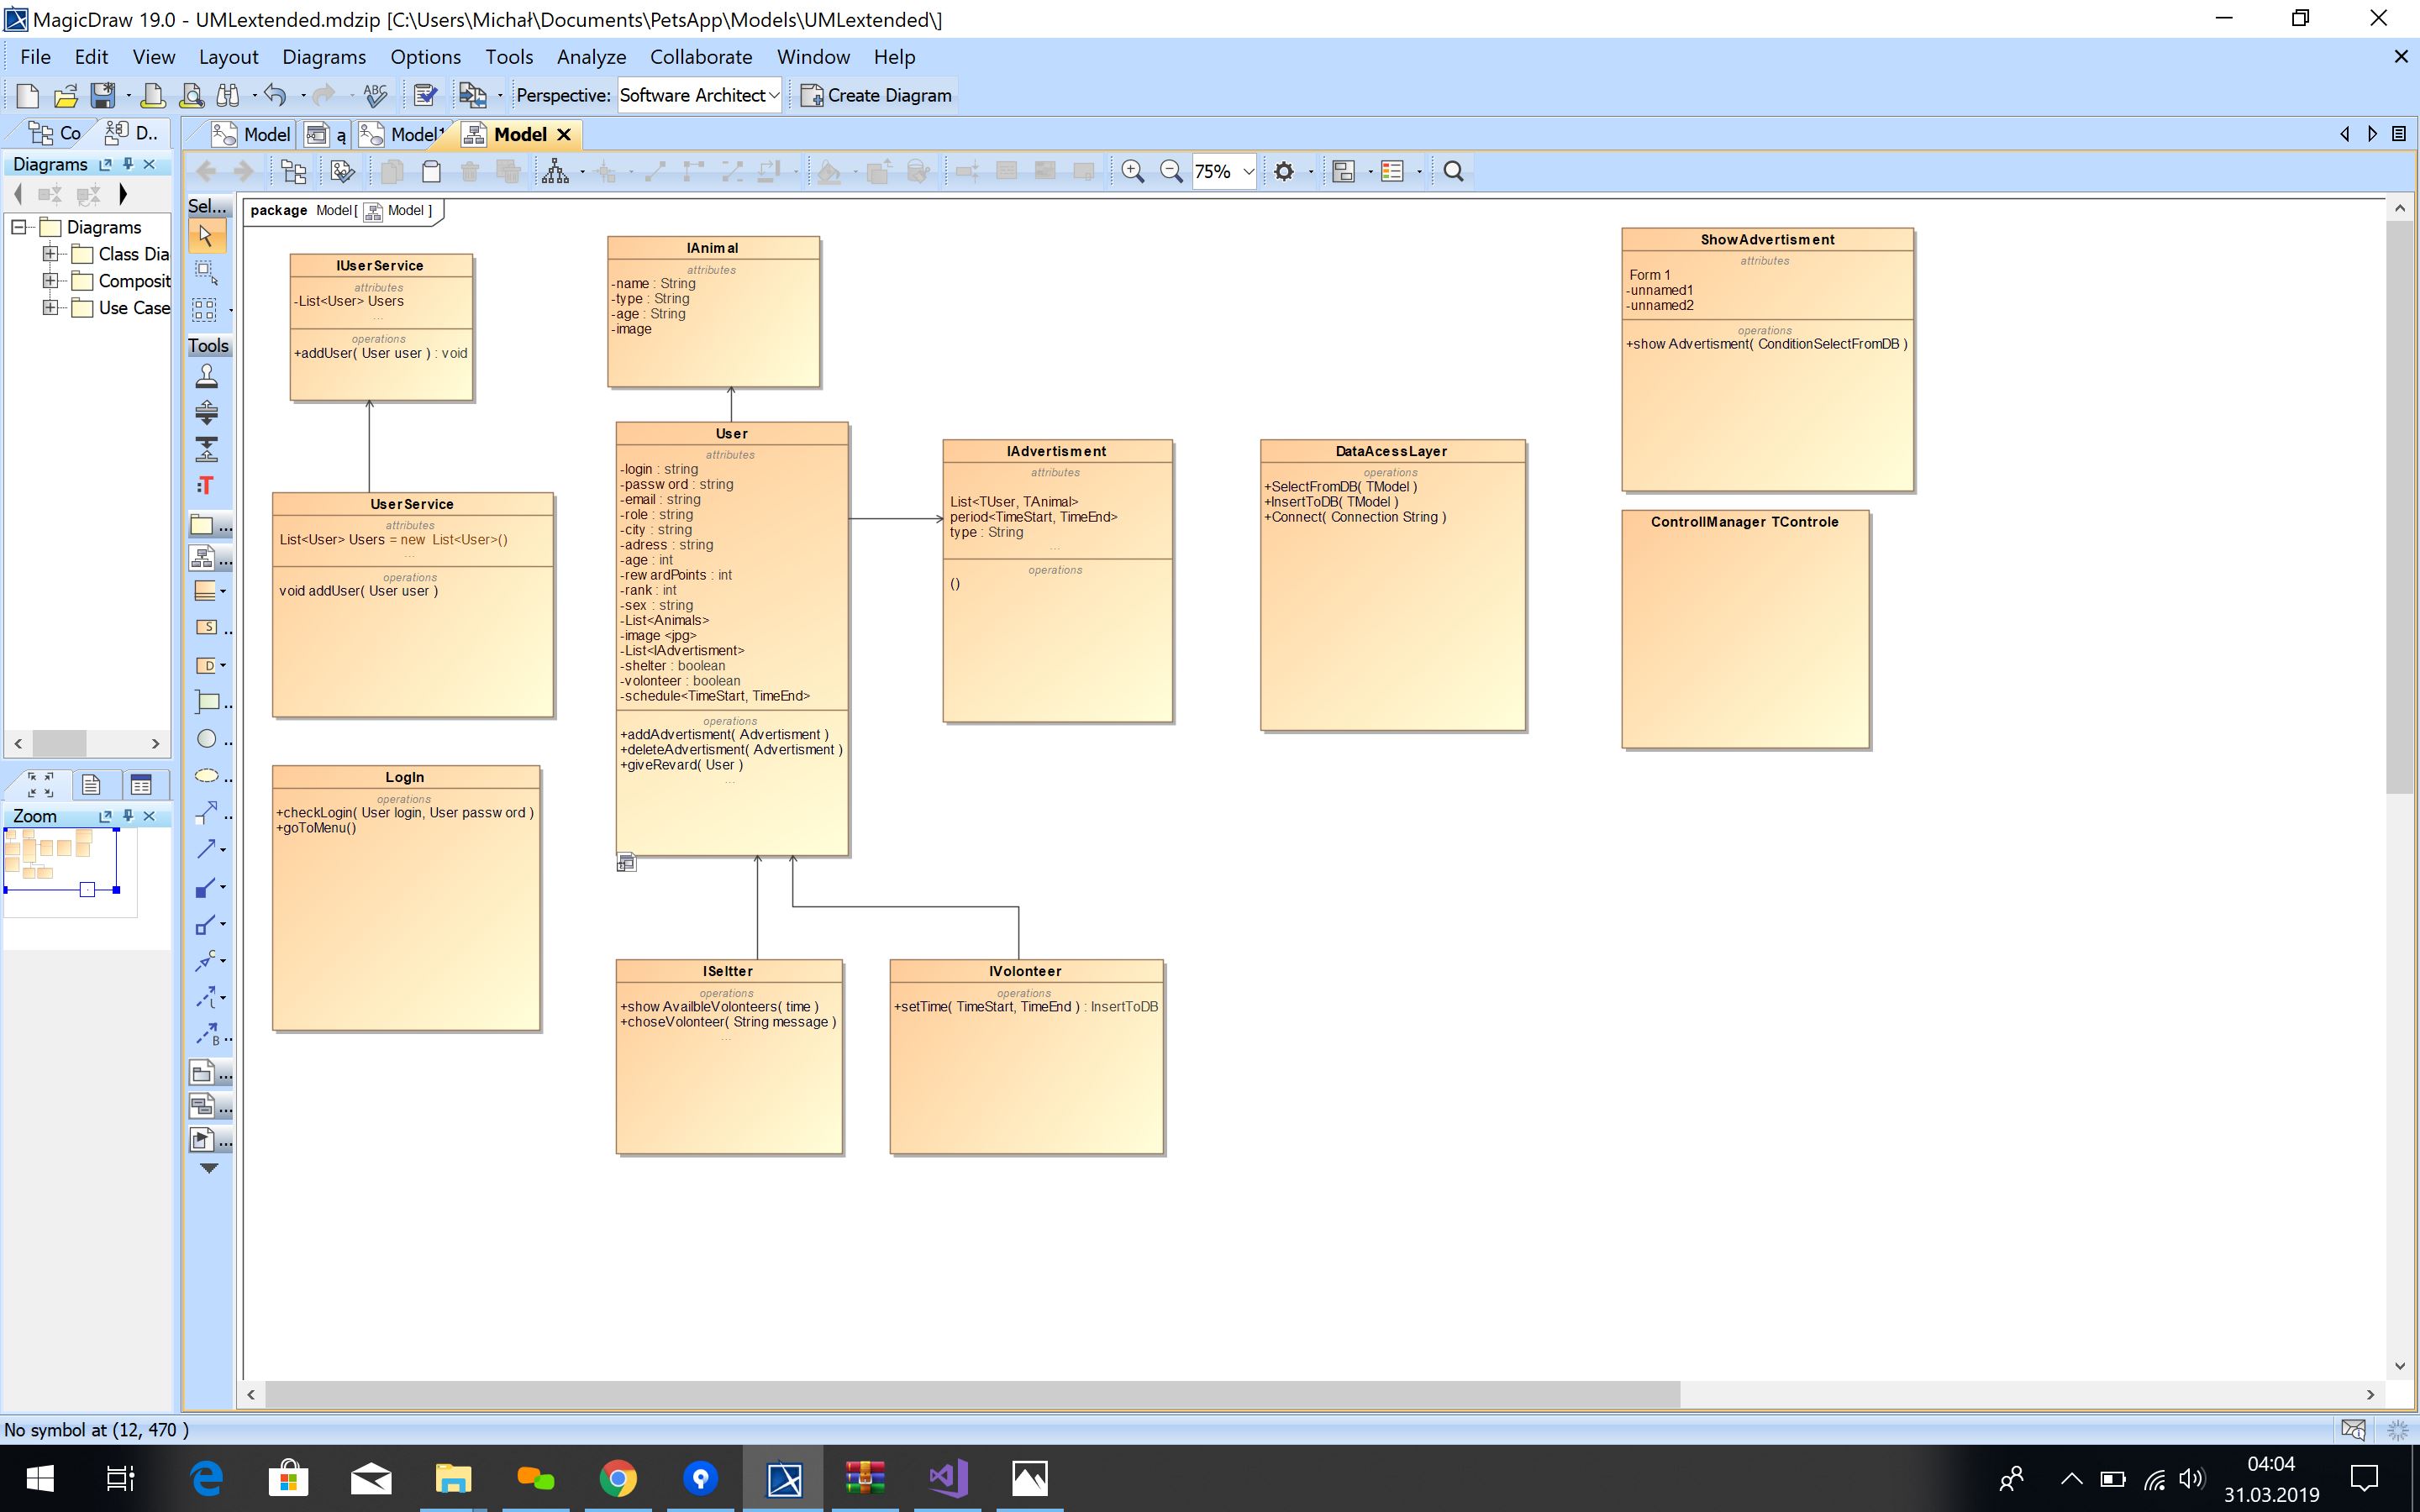 MagicDraw 19.0 - UMLextended.mdzip [C:\Users\Michał\Documents\PetsApp\Models\UMLextended\]
File Edit View Layout Diagrams Options Tools Analyze Collaborate Window Help
Perspective: Software Architect Create Diagram
Co D.. Model ą Model1 Model
Diagrams
75%
Diagrams
Class Dia
Composit
Use Case
Sel...
Tools
package Model[ Model ]
IUserService
attributes
-List<User> Users
...
operations
+addUser( User user ) : void
IAnimal
attributes
-name : String
-type : String
-age : String
-image
ShowAdvertisment
attributes
Form 1
-unnamed1
-unnamed2
operations
+show Advertisment( ConditionSelectFromDB )
User
attributes
-login : string
-passw ord : string
-email : string
-role : string
-city : string
-adress : string
-age : int
-rew ardPoints : int
-rank : int
-sex : string
-List<Animals>
-image <jpg>
-List<IAdvertisment>
-shelter : boolean
-volonteer : boolean
-schedule<TimeStart, TimeEnd>
operations
+addAdvertisment( Advertisment )
+deleteAdvertisment( Advertisment )
+giveRevard( User )
...
IAdvertisment
attributes
List<TUser, TAnimal>
period<TimeStart, TimeEnd>
type : String
...
operations
()
DataAcessLayer
operations
+SelectFromDB( TModel )
+InsertToDB( TModel )
+Connect( Connection String )
ControllManager TControle
UserService
attributes
List<User> Users = new List<User>()
...
operations
void addUser( User user )
LogIn
operations
+checkLogin( User login, User passw ord )
+goToMenu()
ISeltter
operations
+show AvailbleVolonteers( time )
+choseVolonteer( String message )
...
IVolonteer
operations
+setTime( TimeStart, TimeEnd ) : InsertToDB
Zoom
No symbol at (12, 470 )
04:04
31.03.2019